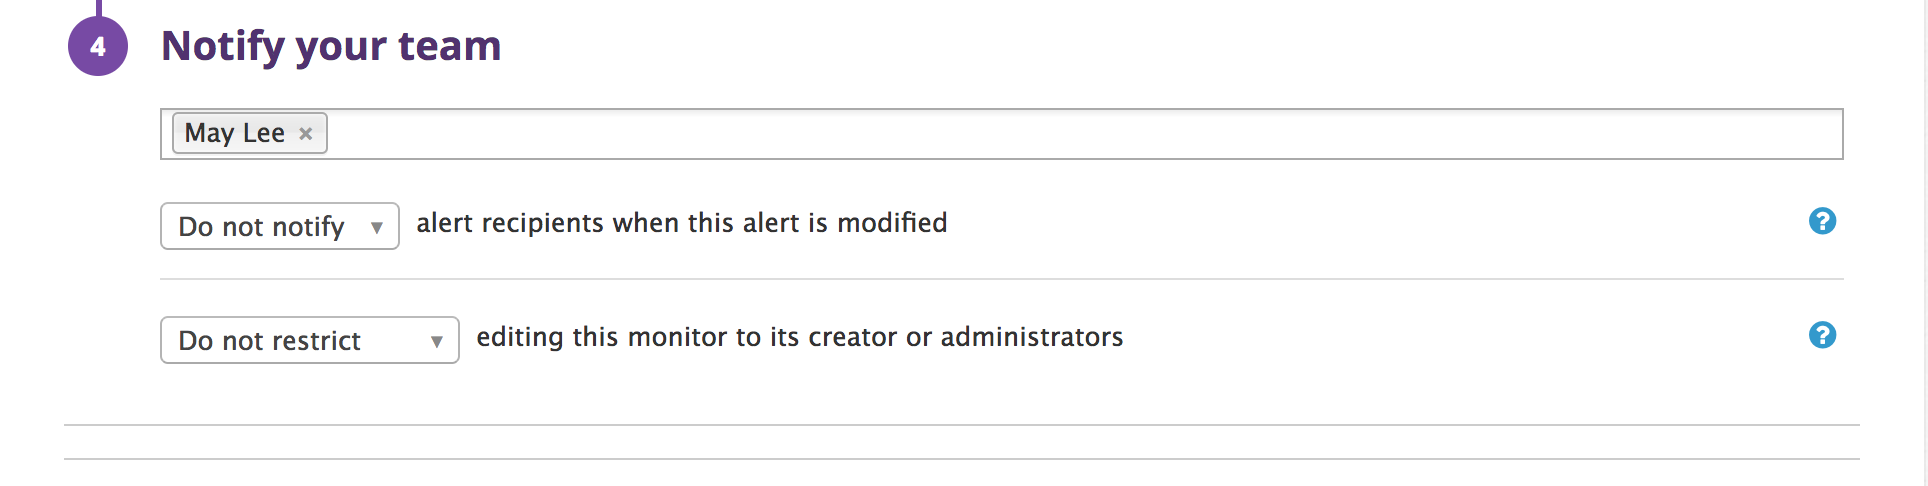 4 Notify your team
May Lee ×
Do not notify ▼ alert recipients when this alert is modified ?
Do not restrict ▼ editing this monitor to its creator or administrators ?